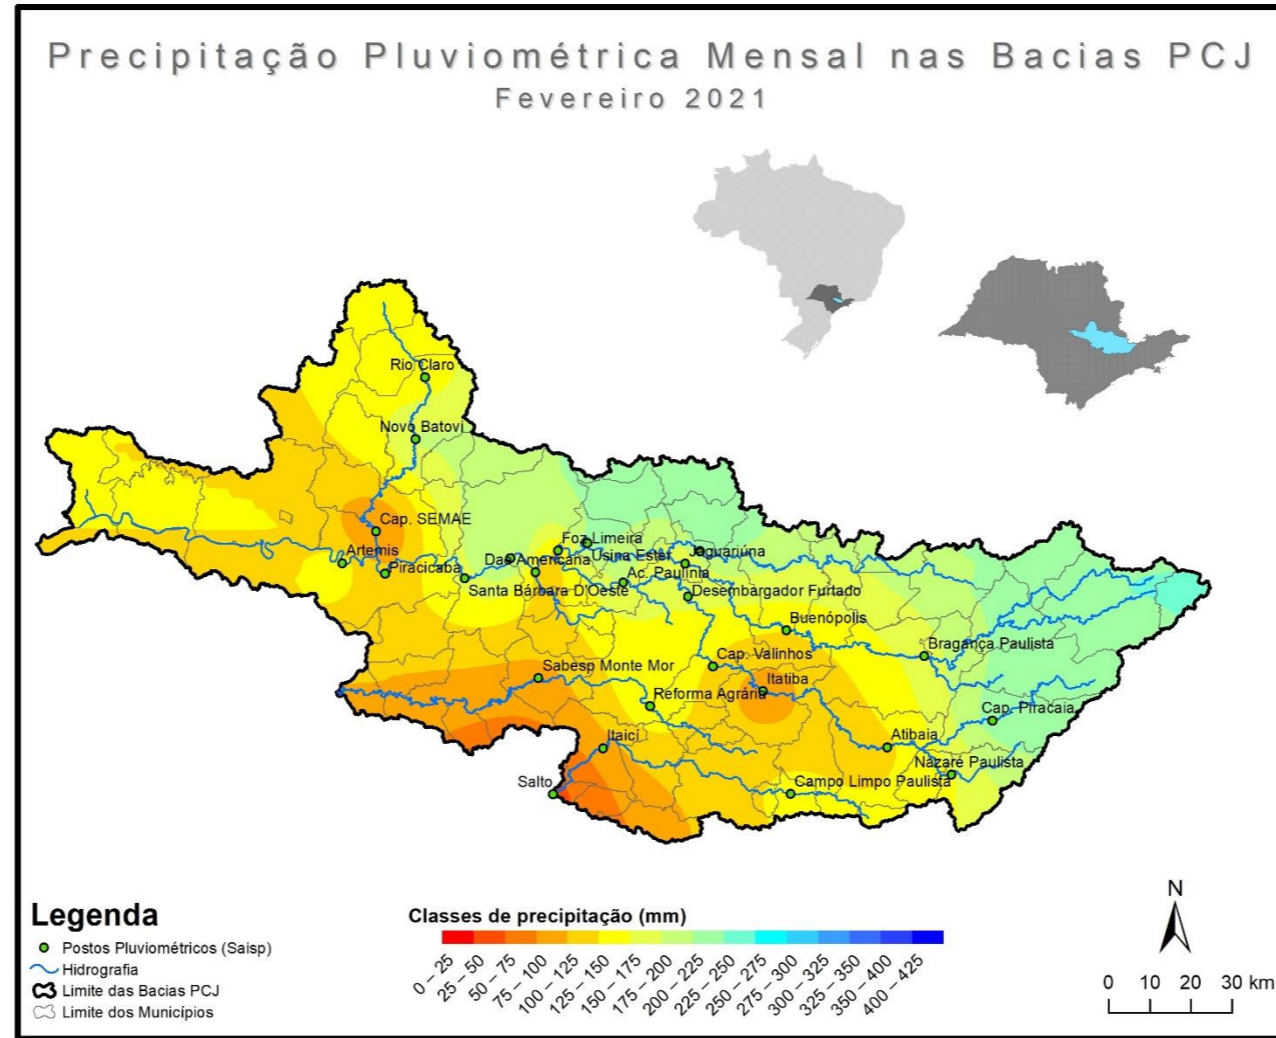 Precipitação Pluviométrica Mensal nas Bacias PCJ
Fevereiro 2021
Rio Claro
Novo Batovi
Cap. SEMAE
Artemis
Piracicaba
Foz Limeira
Dae Americana
Usina Ester
Jaguariúna
Ac. Paulínia
Santa Bárbara D'Oeste
Desembargador Furtado
Buenópolis
Bragança Paulista
Cap. Valinhos
Sabesp Monte Mor
Itatiba
Reforma Agrária
Cap. Piracaia
Itaicí
Atibaia
Nazaré Paulista
Salto
Campo Limpo Paulista
Legenda
Postos Pluviométricos (Saisp)
Hidrografia
Limite das Bacias PCJ
Limite dos Municípios
Classes de precipitação (mm)
0 – 25
25 – 50
50 – 75
75 – 100
100 – 125
125 – 150
150 – 175
175 – 200
200 – 225
225 – 250
250 – 275
275 – 300
300 – 325
325 – 350
350 – 400
400 – 425
N
0 10 20 30 km